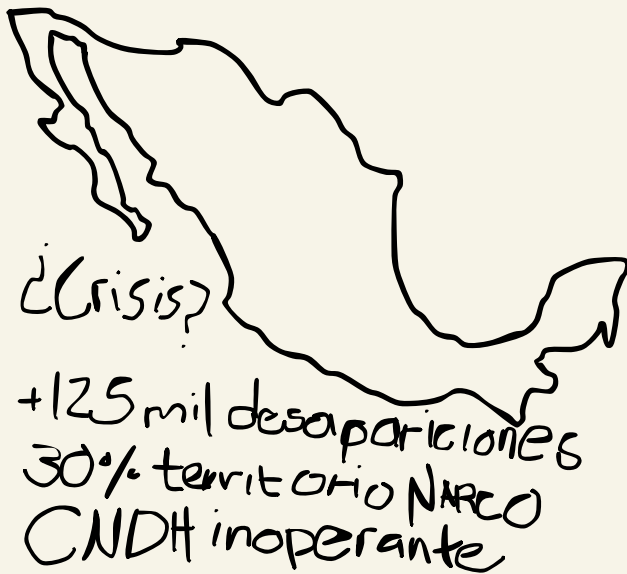 ¿Crisis?
+125 mil desapariciones
30% territorio NARCO
CNDH inoperante